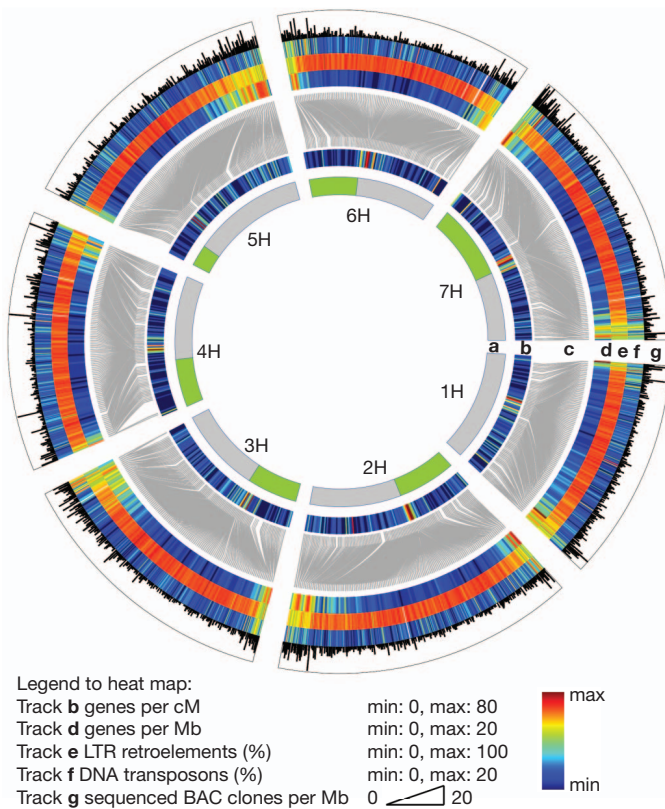 6H
5H
7H
4H
a b c d e f g
1H
3H
2H
Legend to heat map:
Track b genes per cM min: 0, max: 80
Track d genes per Mb min: 0, max: 20
Track e LTR retroelements (%) min: 0, max: 100
Track f DNA transposons (%) min: 0, max: 20
Track g sequenced BAC clones per Mb 0 20
max
min